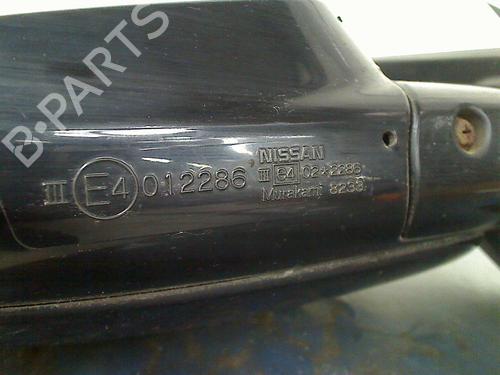 B·PARTS
III E4 012286
NISSAN
III E4 02*2286
Murakami 8233